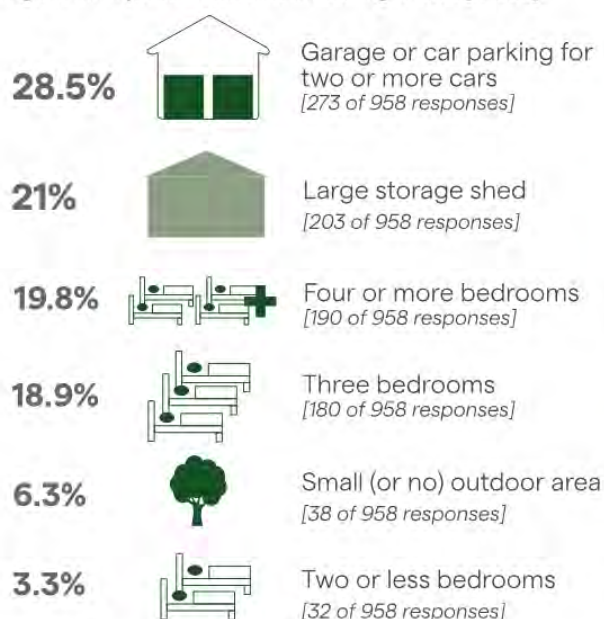 28.5%
Garage or car parking for
two or more cars
[273 of 958 responses]
21%
Large storage shed
[203 of 958 responses]
19.8%
Four or more bedrooms
[190 of 958 responses]
18.9%
Three bedrooms
[180 of 958 responses]
6.3%
Small (or no) outdoor area
[38 of 958 responses]
3.3%
Two or less bedrooms
[32 of 958 responses]